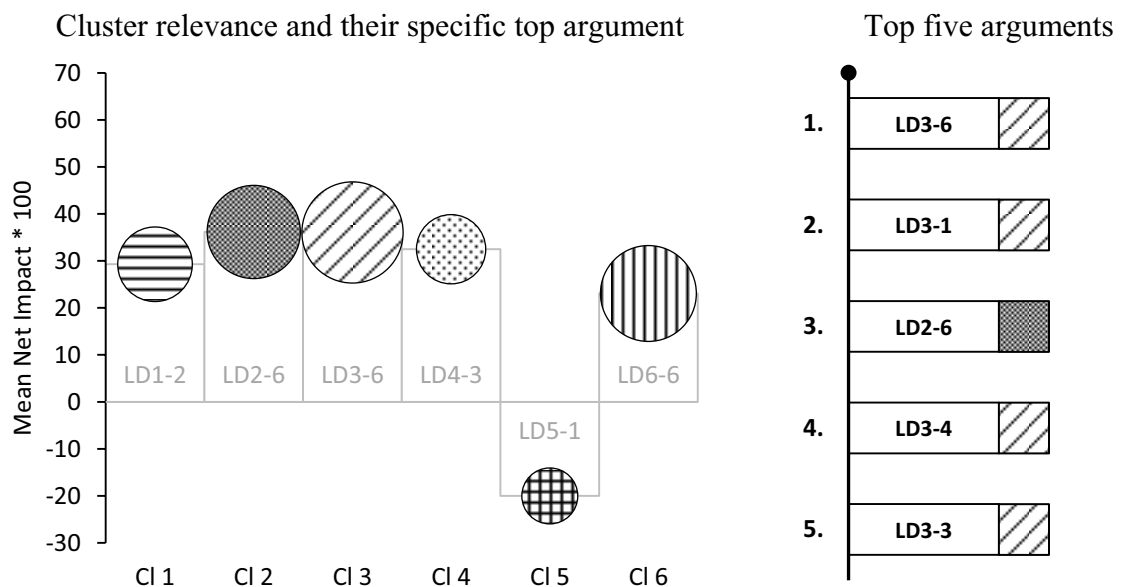 Cluster relevance and their specific top argument
Mean Net Impact * 100
70
60
50
40
30
20
10
0
-10
-20
-30
LD1-2
LD2-6
LD3-6
LD4-3
LD5-1
LD6-6
Cl 1
Cl 2
Cl 3
Cl 4
Cl 5
Cl 6
Top five arguments
1. LD3-6
2. LD3-1
3. LD2-6
4. LD3-4
5. LD3-3